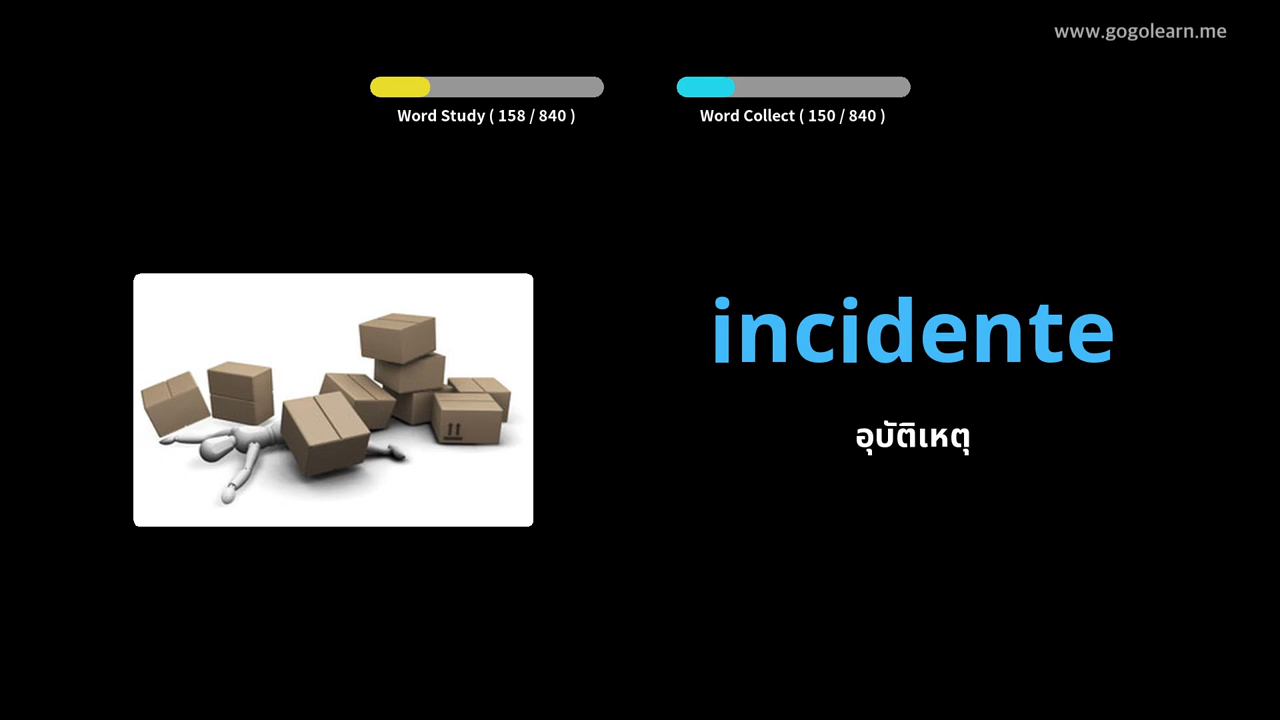 www.gogolearn.me
Word Study ( 158 / 840 )
Word Collect ( 150 / 840 )
incidente
อุบัติเหตุ